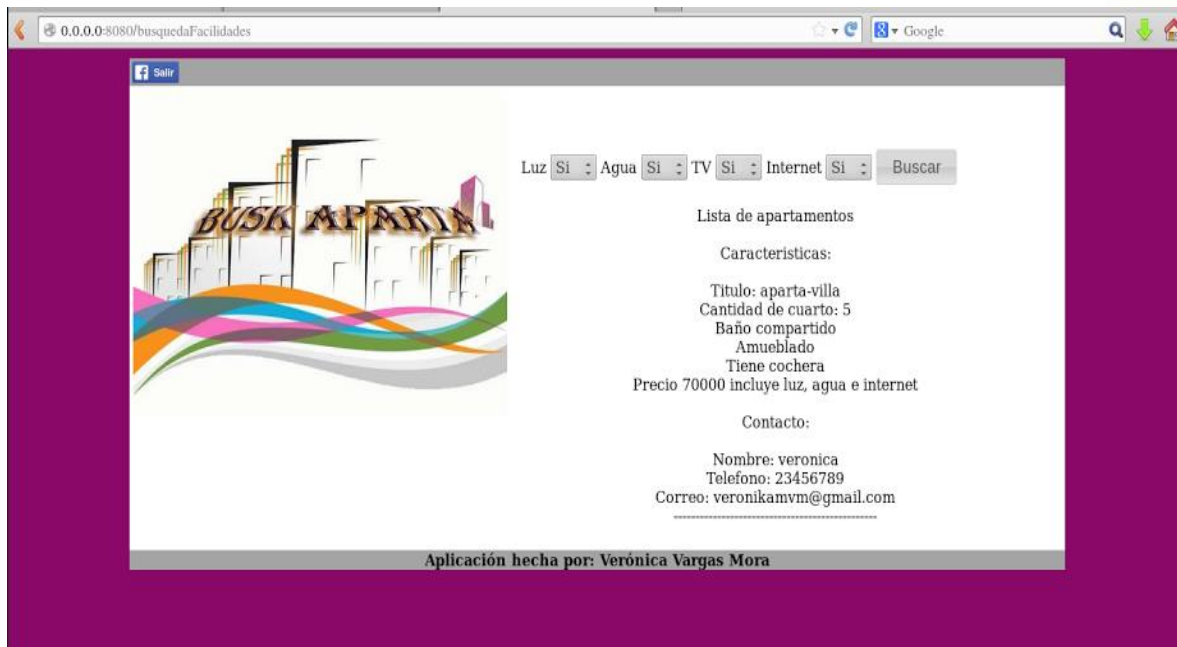 0.0.0.0:8080/busquedaFacilidades
Google
Salir
BUSK APARTA
Luz Si Agua Si TV Si Internet Si Buscar
Lista de apartamentos
Caracteristicas:
Titulo: aparta-villa
Cantidad de cuarto: 5
Baño compartido
Amueblado
Tiene cochera
Precio 70000 incluye luz, agua e internet
Contacto:
Nombre: veronica
Telefono: 23456789
Correo: veronikamvm@gmail.com
Aplicación hecha por: Verónica Vargas Mora